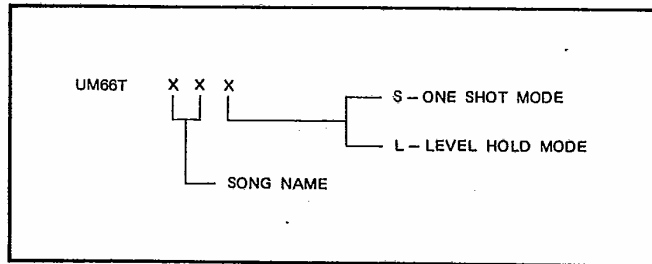 UM66T X X X
S – ONE SHOT MODE
L – LEVEL HOLD MODE
SONG NAME